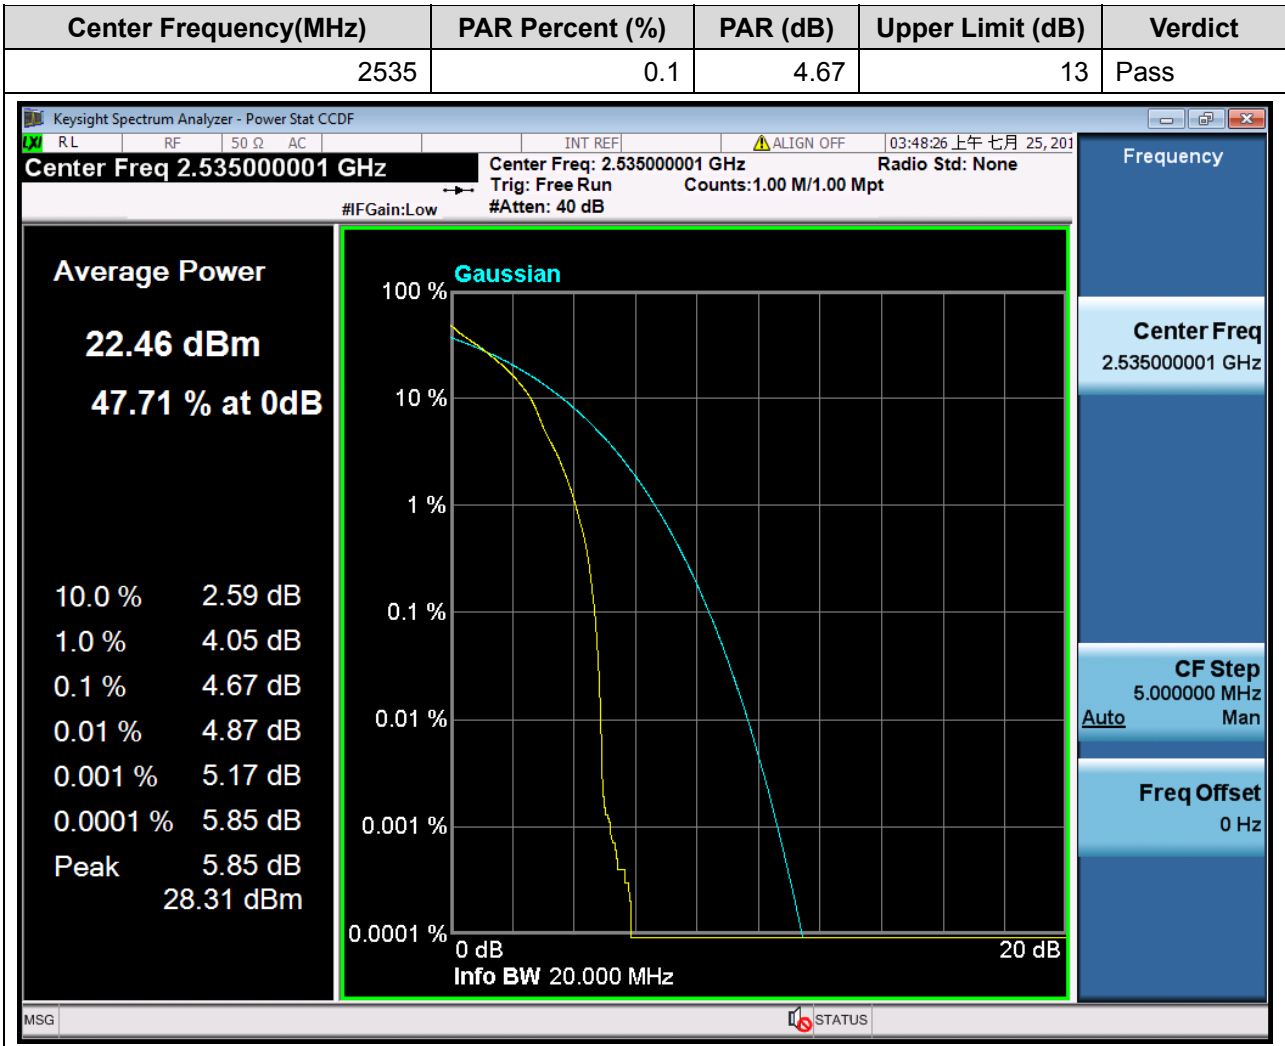 Center Frequency(MHz) PAR Percent (%) PAR (dB) Upper Limit (dB) Verdict
2535 0.1 4.67 13 Pass
Keysight Spectrum Analyzer - Power Stat CCDF
LXI RL RF 50 Ω AC INT REF ALIGN OFF 03:48:26 上午 七月 25, 201
Center Freq 2.535000001 GHz
Center Freq: 2.535000001 GHz Radio Std: None
Trig: Free Run Counts:1.00 M/1.00 Mpt
#IFGain:Low #Atten: 40 dB
Average Power
22.46 dBm
47.71 % at 0dB
10.0 % 2.59 dB
1.0 % 4.05 dB
0.1 % 4.67 dB
0.01 % 4.87 dB
0.001 % 5.17 dB
0.0001 % 5.85 dB
Peak 5.85 dB
28.31 dBm
Gaussian
100 %
10 %
1 %
0.1 %
0.01 %
0.001 %
0.0001 %
0 dB 20 dB
Info BW 20.000 MHz
Frequency
Center Freq
2.535000001 GHz
CF Step
5.000000 MHz
Auto Man
Freq Offset
0 Hz
MSG STATUS